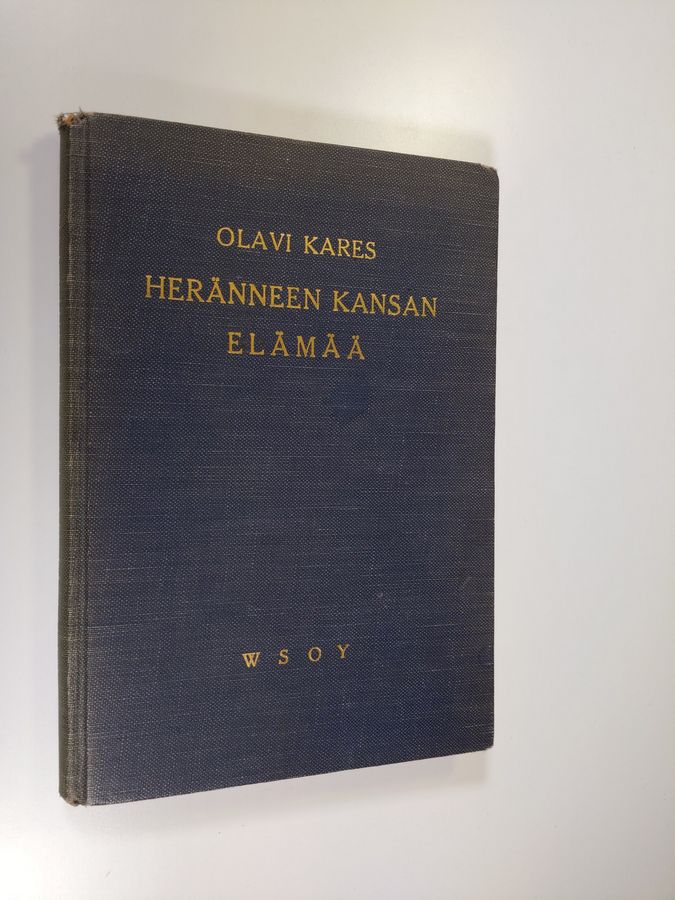 OLAVI KARES
HERÄNNEEN KANSAN
ELÄMÄÄ
WSOY